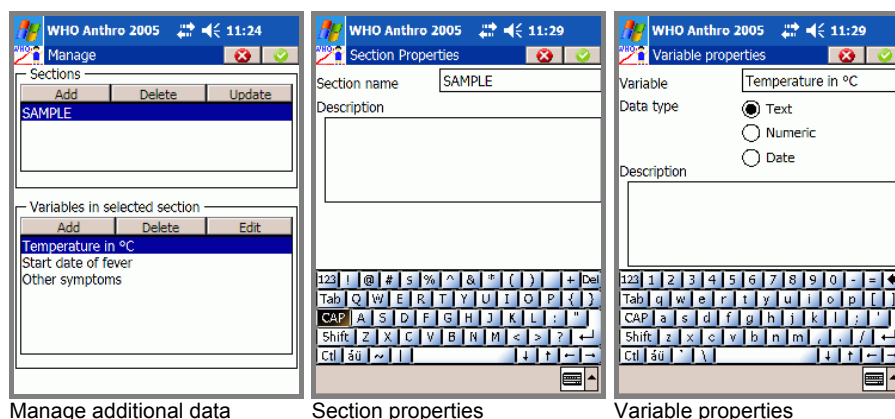 WHO Anthro 2005 11:24
Manage
Sections
Add Delete Update
SAMPLE
Variables in selected section
Add Delete Edit
Temperature in °C
Start date of fever
Other symptoms
Manage additional data
WHO Anthro 2005 11:29
Section Properties
Section name SAMPLE
Description
123 ! @ # $ % ^ & * ( ) _ + Del
Tab Q W E R T Y U I O P { }
CAP A S D F G H J K L : "
Shift Z X C V B N M < > ?
Ctl áü ~ |
Section properties
WHO Anthro 2005 11:29
Variable properties
Variable Temperature in °C
Data type Text
Numeric
Date
Description
123 1 2 3 4 5 6 7 8 9 0 - =
Tab q w e r t y u i o p [ ]
CAP a s d f g h j k l ; '
Shift z x c v b n m , . /
Ctl áü ` \
Variable properties